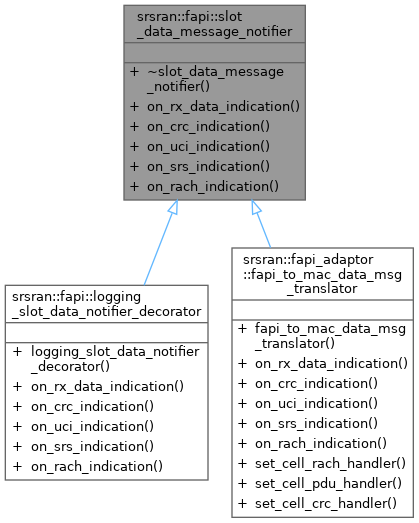 srsran::fapi::slot
_data_message_notifier
+ ~slot_data_message
_notifier()
+ on_rx_data_indication()
+ on_crc_indication()
+ on_uci_indication()
+ on_srs_indication()
+ on_rach_indication()
srsran::fapi::logging
_slot_data_notifier_decorator
+ logging_slot_data_notifier
_decorator()
+ on_rx_data_indication()
+ on_crc_indication()
+ on_uci_indication()
+ on_srs_indication()
+ on_rach_indication()
srsran::fapi_adaptor
::fapi_to_mac_data_msg
_translator
+ fapi_to_mac_data_msg
_translator()
+ on_rx_data_indication()
+ on_crc_indication()
+ on_uci_indication()
+ on_srs_indication()
+ on_rach_indication()
+ set_cell_rach_handler()
+ set_cell_pdu_handler()
+ set_cell_crc_handler()